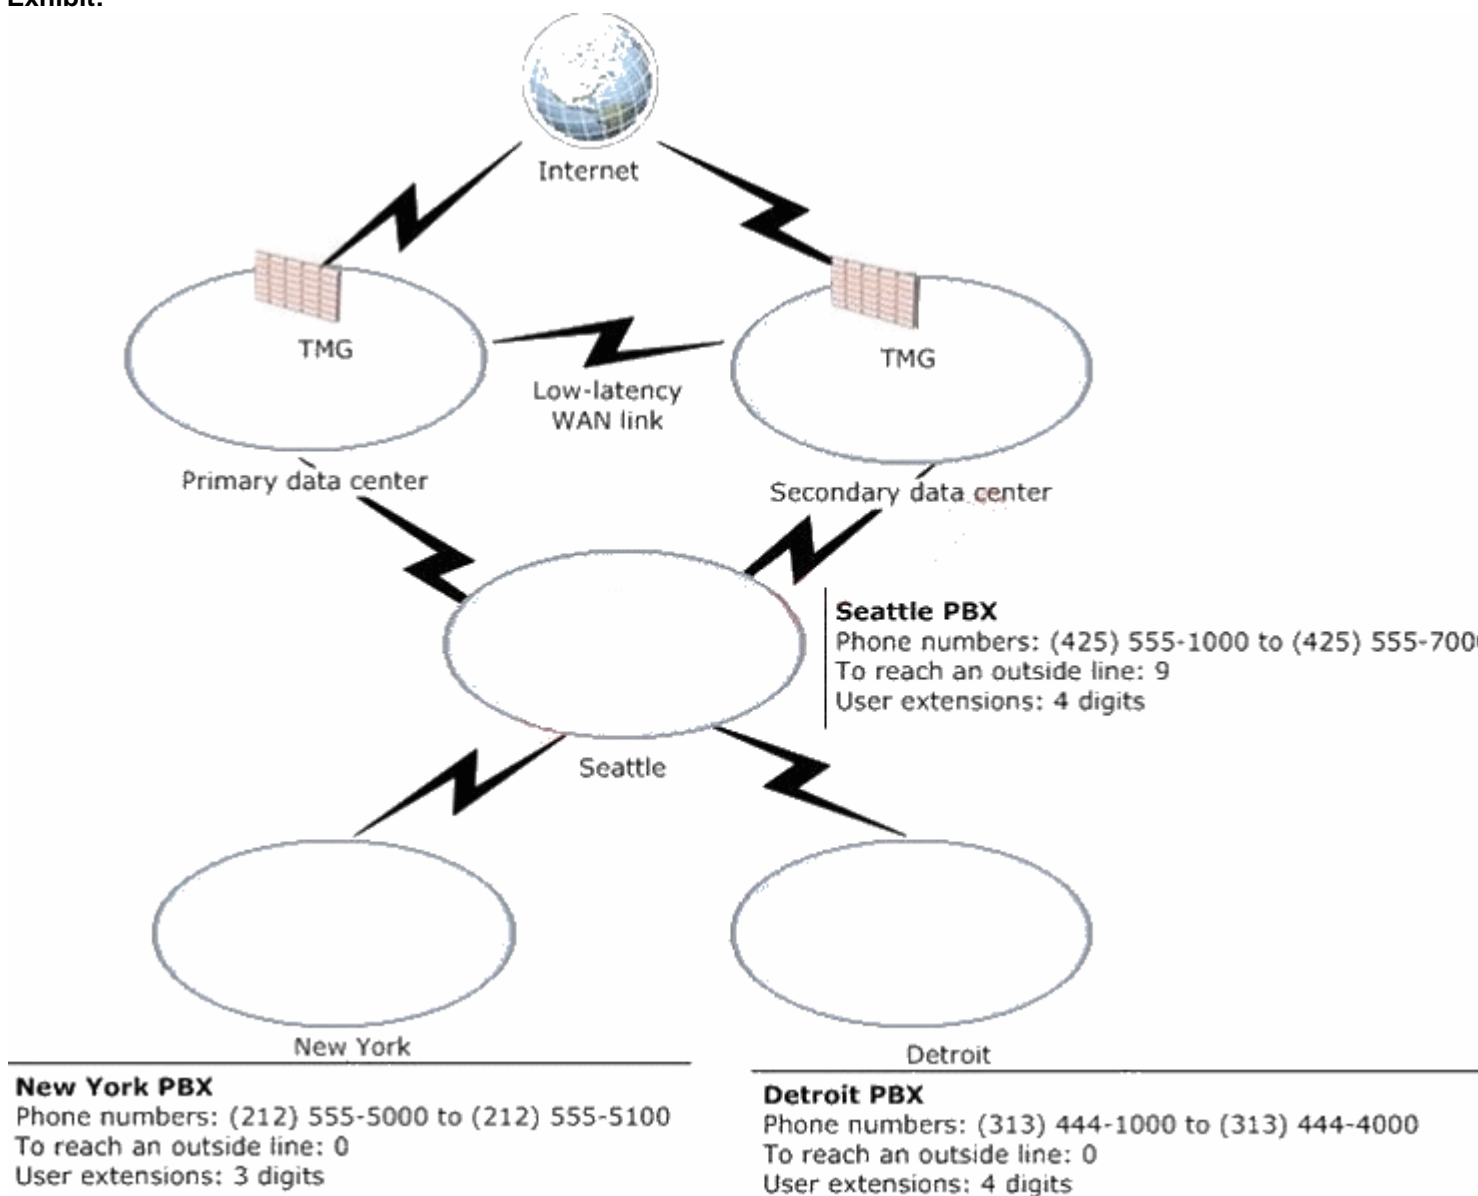 Exhibit:
Internet
TMG
TMG
Low-latency
WAN link
Primary data center
Secondary data center
Seattle PBX
Phone numbers: (425) 555-1000 to (425) 555-700
To reach an outside line: 9
User extensions: 4 digits
Seattle
New York
Detroit
New York PBX
Phone numbers: (212) 555-5000 to (212) 555-5100
To reach an outside line: 0
User extensions: 3 digits
Detroit PBX
Phone numbers: (313) 444-1000 to (313) 444-4000
To reach an outside line: 0
User extensions: 4 digits